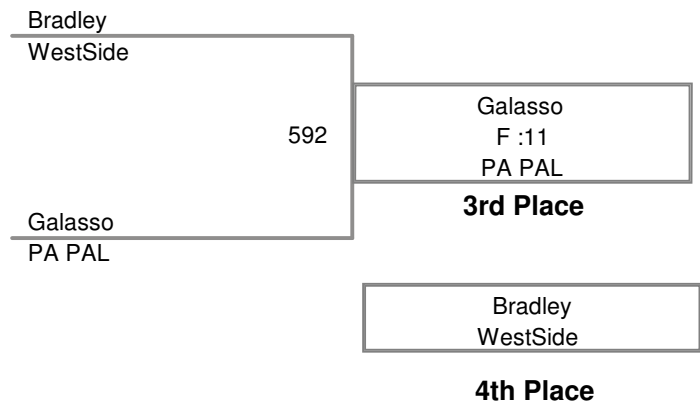 Bradley
WestSide
592
Galasso
F :11
PA PAL
3rd Place
Galasso
PA PAL
Bradley
WestSide
4th Place